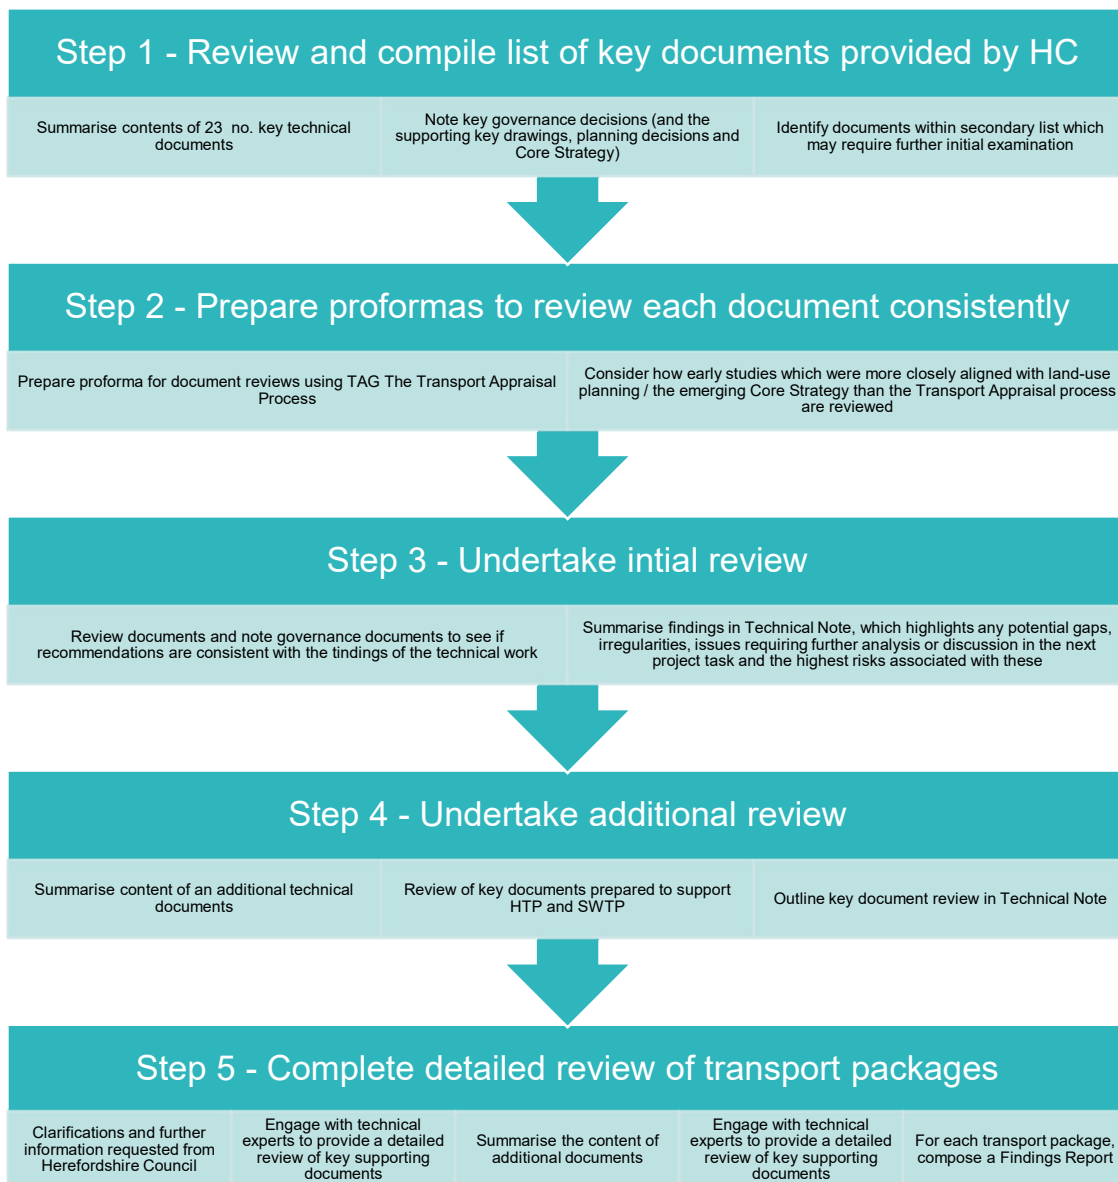 Step 1 - Review and compile list of key documents provided by HC
Summarise contents of 23 no. key technical
documents
Note key governance decisions (and the
supporting key drawings, planning decisions and
Core Strategy)
Identify documents within secondary list which
may require further initial examination
Step 2 - Prepare proformas to review each document consistently
Prepare proforma for document reviews using TAG The Transport Appraisal
Process
Consider how early studies which were more closely aligned with land-use
planning / the emerging Core Strategy than the Transport Appraisal process
are reviewed
Step 3 - Undertake intial review
Review documents and note governance documents to see if
recommendations are consistent with the tindings of the technical work
Summarise findings in Technical Note, which highlights any potential gaps,
irregularities, issues requiring further analysis or discussion in the next
project task and the highest risks associated with these
Step 4 - Undertake additional review
Summarise content of an additional technical
documents
Review of key documents prepared to support
HTP and SWTP
Outline key document review in Technical Note
Step 5 - Complete detailed review of transport packages
Clarifications and further
information requested from
Herefordshire Council
Engage with technical
experts to provide a detailed
review of key supporting
documents
Summarise the content of
additional documents
Engage with technical
experts to provide a detailed
review of key supporting
documents
For each transport package,
compose a Findings Report